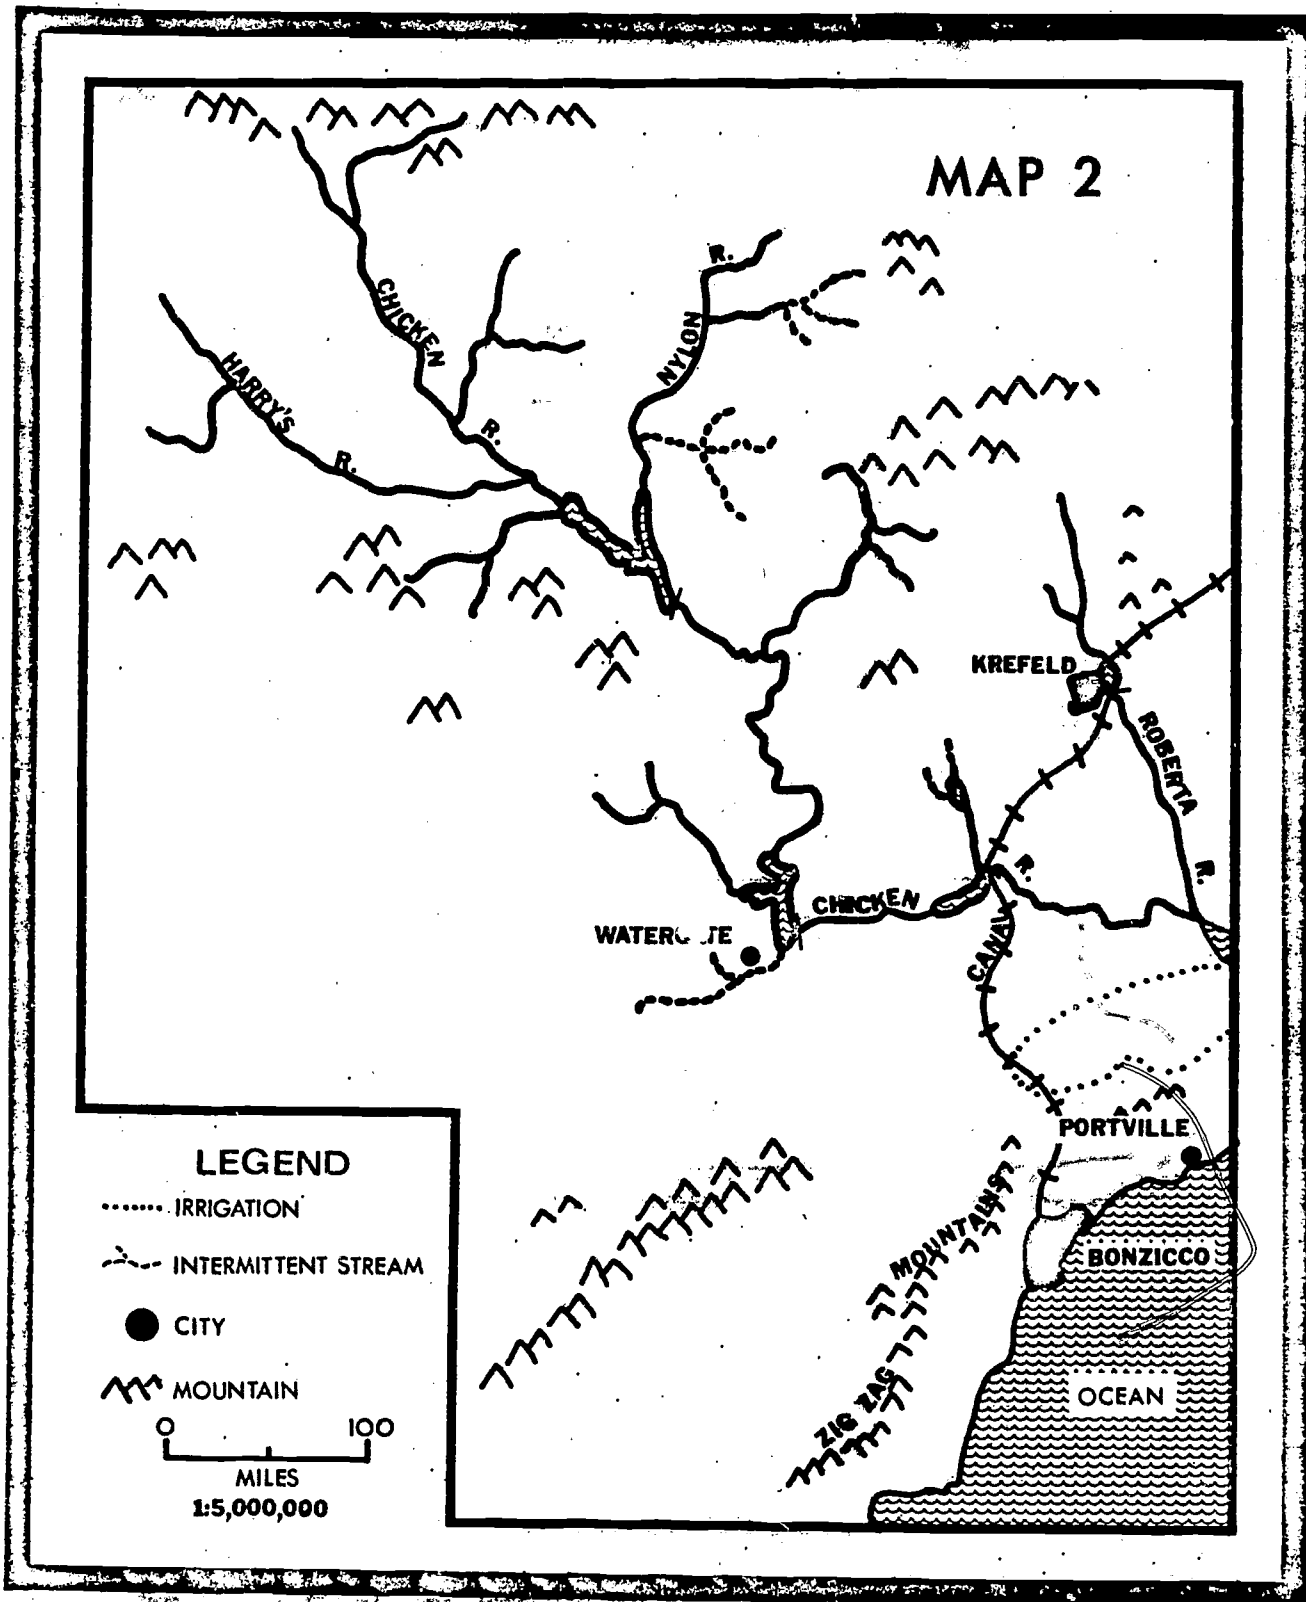 MAP 2
R.
CHICKEN
NYLON
HARRY'S
R.
R.
KREFELD
ROBERTA
R.
R.
CHICKEN
CANAL
PORTVILLE
LEGEND
IRRIGATION
INTERMITTENT STREAM
CITY
MOUNTAIN
0 100
MILES
1:5,000,000
MOUNTAINS
ZIG ZAG
BONZICCO
OCEAN